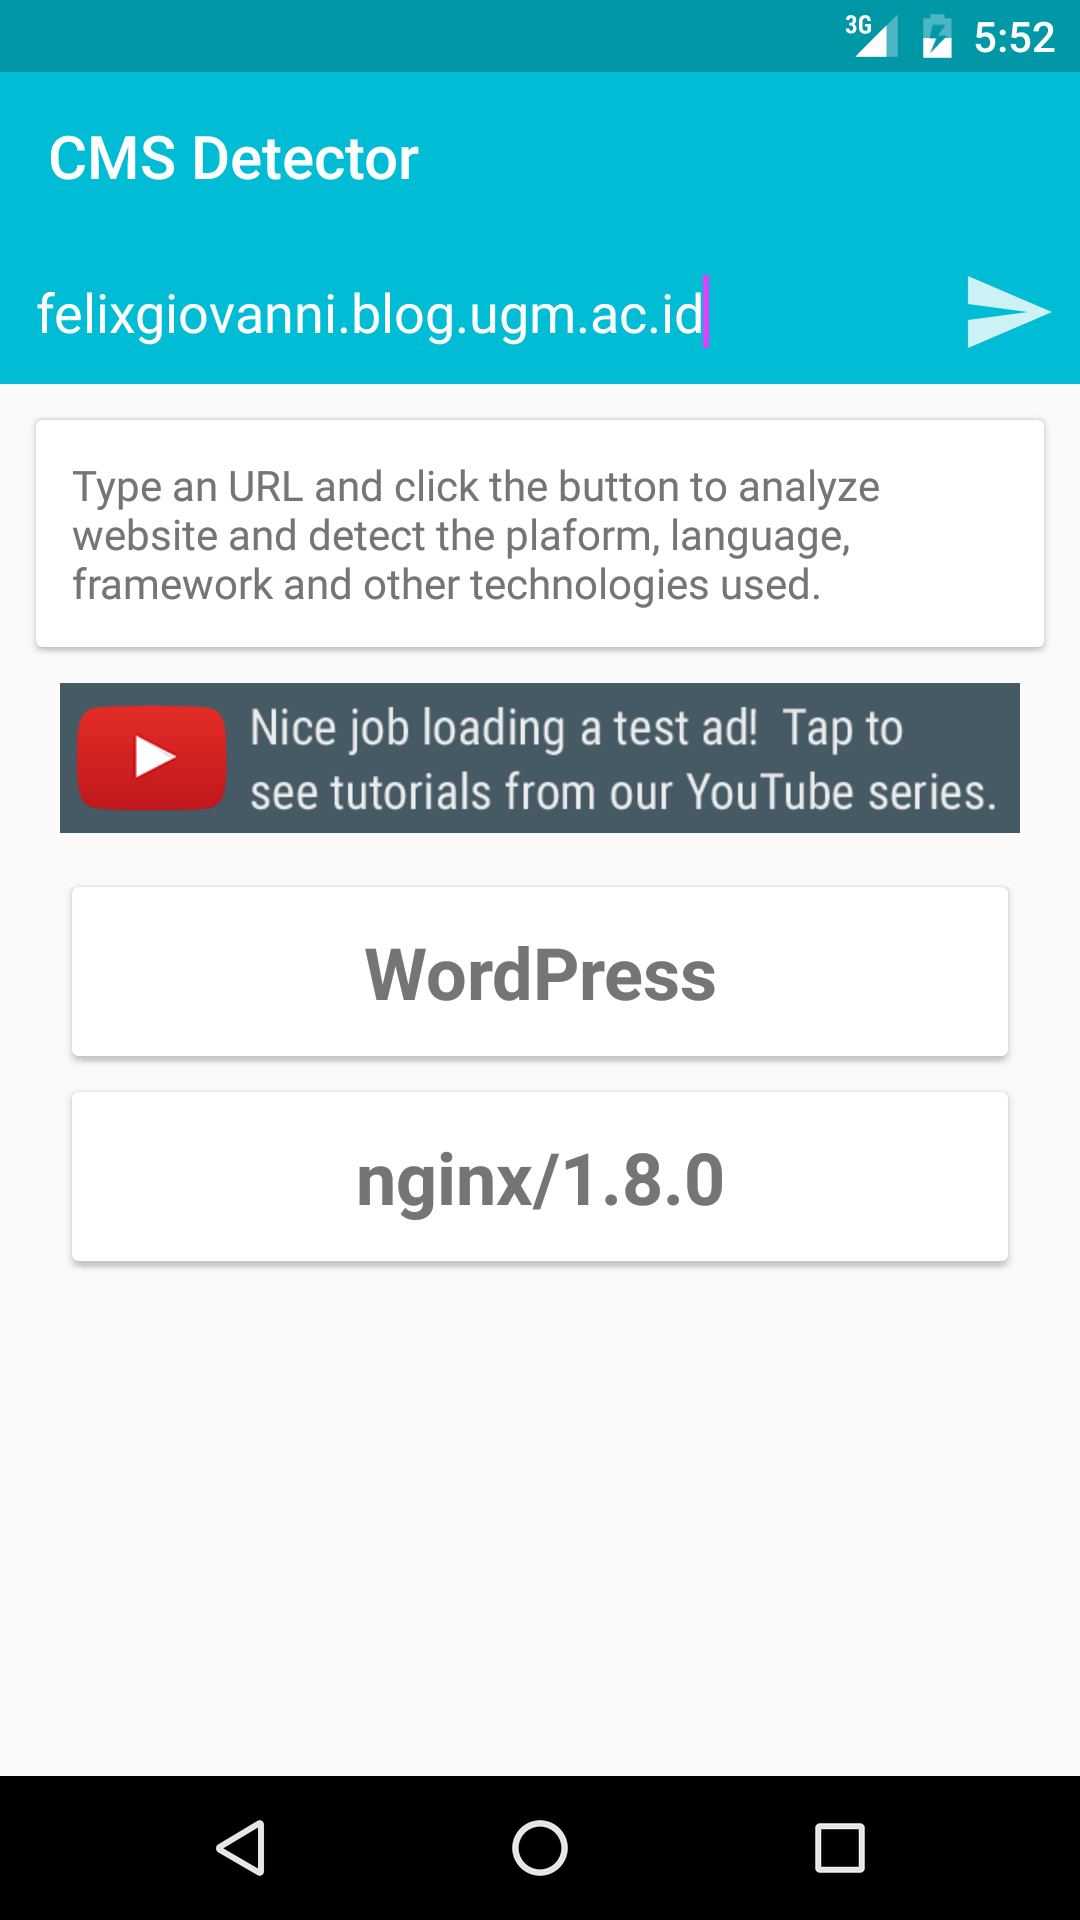 3G 5:52
CMS Detector
felixgiovanni.blog.ugm.ac.id
Type an URL and click the button to analyze
website and detect the plaform, language,
framework and other technologies used.
Nice job loading a test ad! Tap to
see tutorials from our YouTube series.
WordPress
nginx/1.8.0